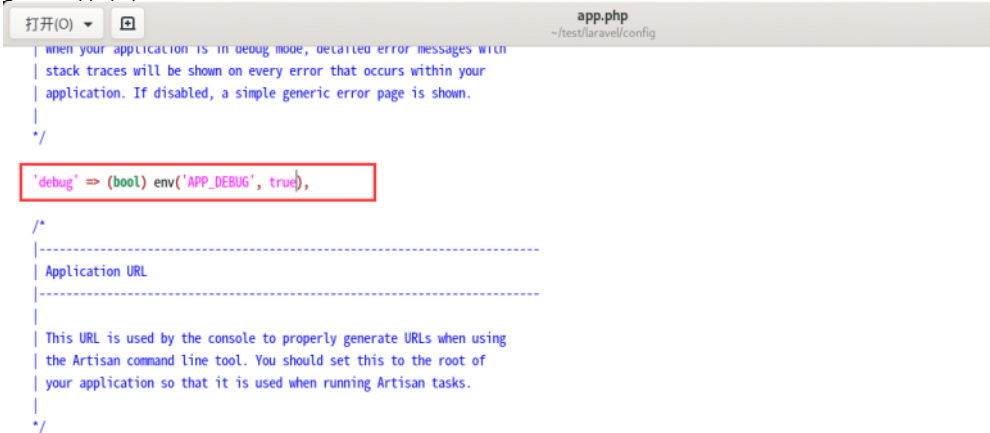 打开(O)
app.php
~/test/laravel/config
| when your application is in debug mode, detailed error messages with
| stack traces will be shown on every error that occurs within your
| application. If disabled, a simple generic error page is shown.
|
*/
'debug' => (bool) env('APP_DEBUG', true),
/*
|--------------------------------------------------------------------------
| Application URL
|--------------------------------------------------------------------------
|
| This URL is used by the console to properly generate URLs when using
| the Artisan command line tool. You should set this to the root of
| your application so that it is used when running Artisan tasks.
|
*/